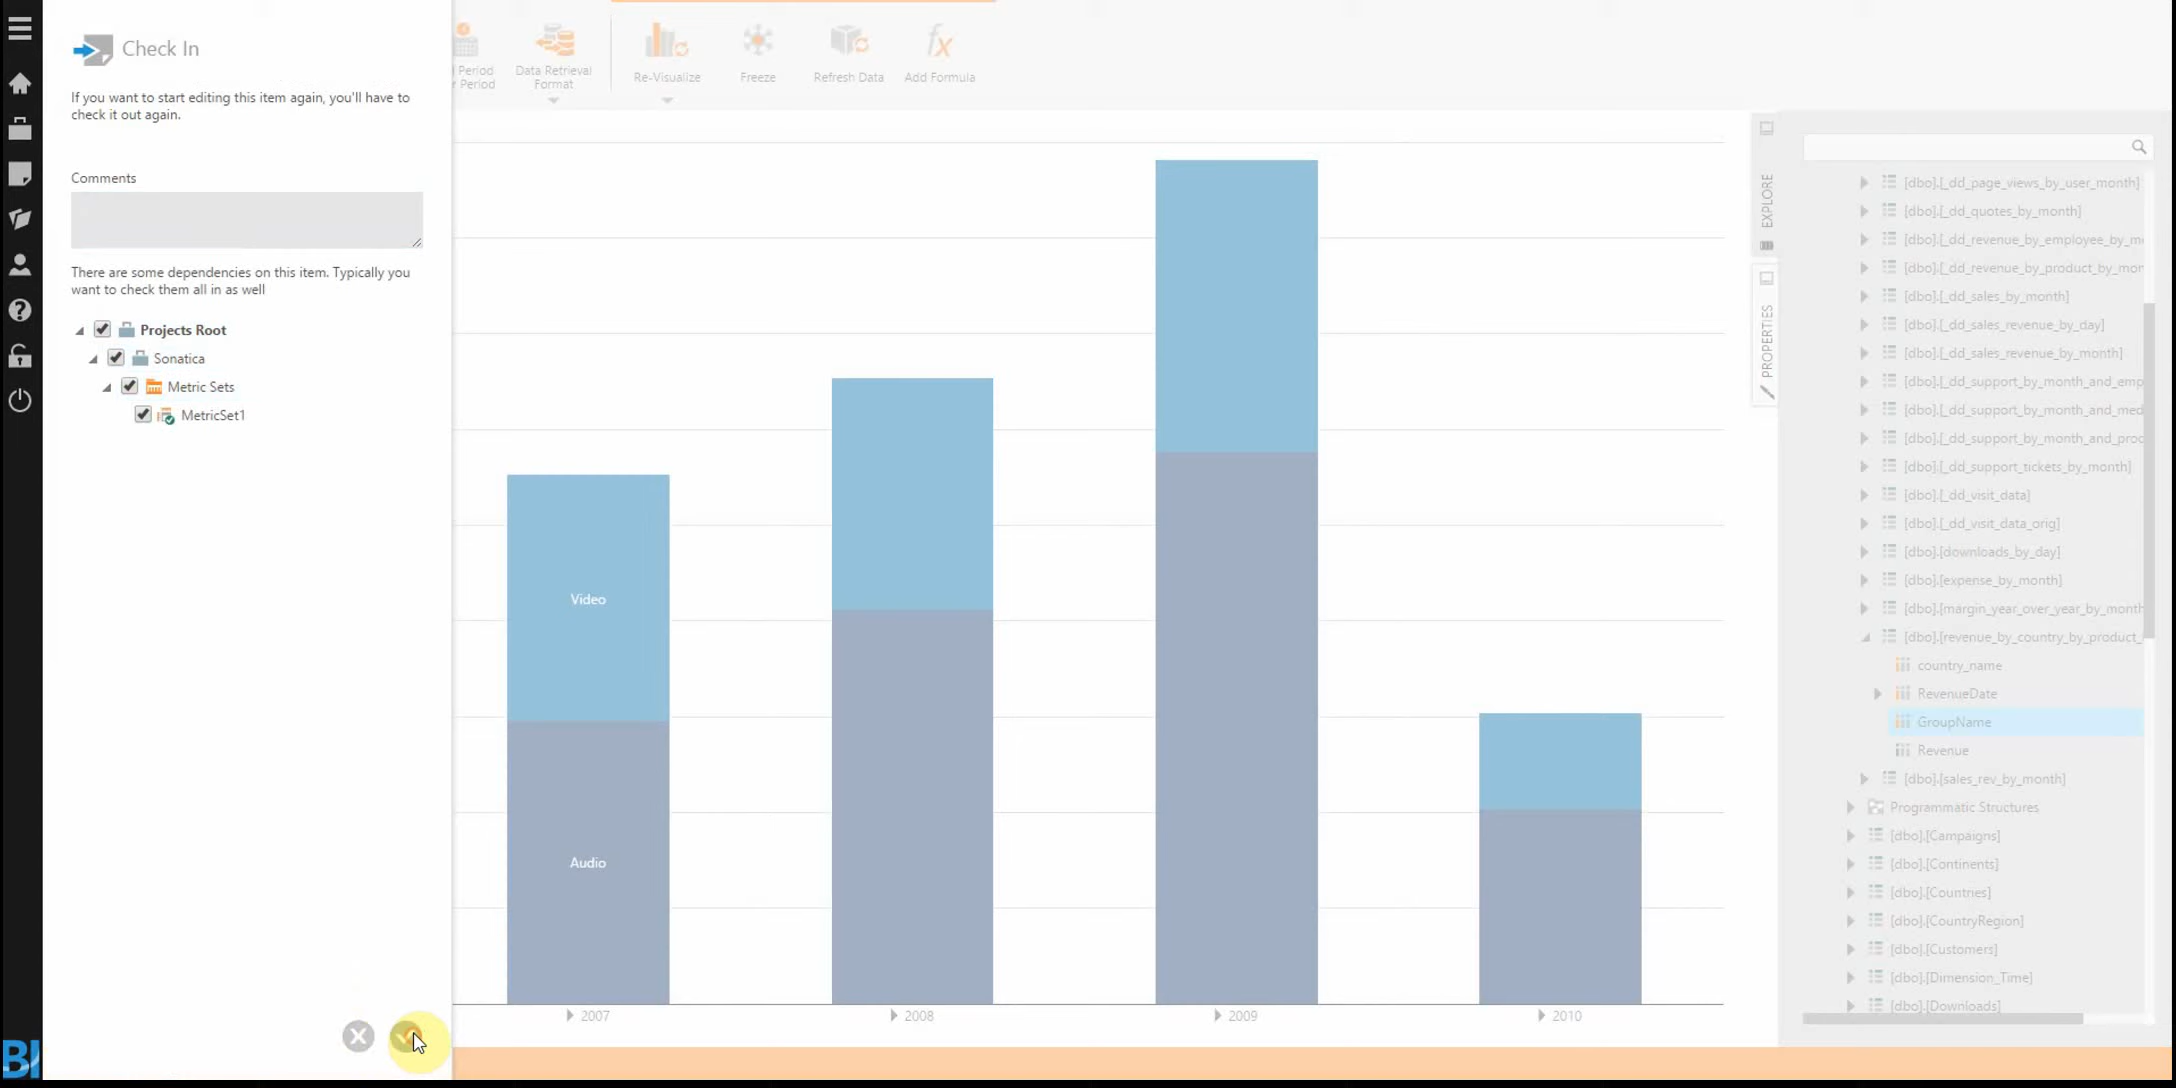 Check In
If you want to start editing this item again, you'll have to
check it out again.
Comments
There are some dependencies on this item. Typically you
want to check them all in as well
Projects Root
Sonatica
Metric Sets
MetricSet1
BI
Period
Period
Data Retrieval
Format
Re-Visualize
Freeze
Refresh Data
fx
Add Formula
Video
Audio
2007
2008
2009
2010
EXPLORE
PROPERTIES
[dbo].[_dd_page_views_by_user_month]
[dbo].[_dd_quotes_by_month]
[dbo].[_dd_revenue_by_employee_by_m
[dbo].[_dd_revenue_by_product_by_mon
[dbo].[_dd_sales_by_month]
[dbo].[_dd_sales_revenue_by_day]
[dbo].[_dd_sales_revenue_by_month]
[dbo].[_dd_support_by_month_and_emp
[dbo].[_dd_support_by_month_and_med
[dbo].[_dd_support_by_month_and_prod
[dbo].[_dd_support_tickets_by_month]
[dbo].[_dd_visit_data]
[dbo].[_dd_visit_data_orig]
[dbo].[downloads_by_day]
[dbo].[expense_by_month]
[dbo].[margin_year_over_year_by_month
[dbo].[revenue_by_country_by_product_
country_name
RevenueDate
GroupName
Revenue
[dbo].[sales_rev_by_month]
Programmatic Structures
[dbo].[Campaigns]
[dbo].[Continents]
[dbo].[Countries]
[dbo].[CountryRegion]
[dbo].[Customers]
[dbo].[Dimension_Time]
[dbo].[Downloads]